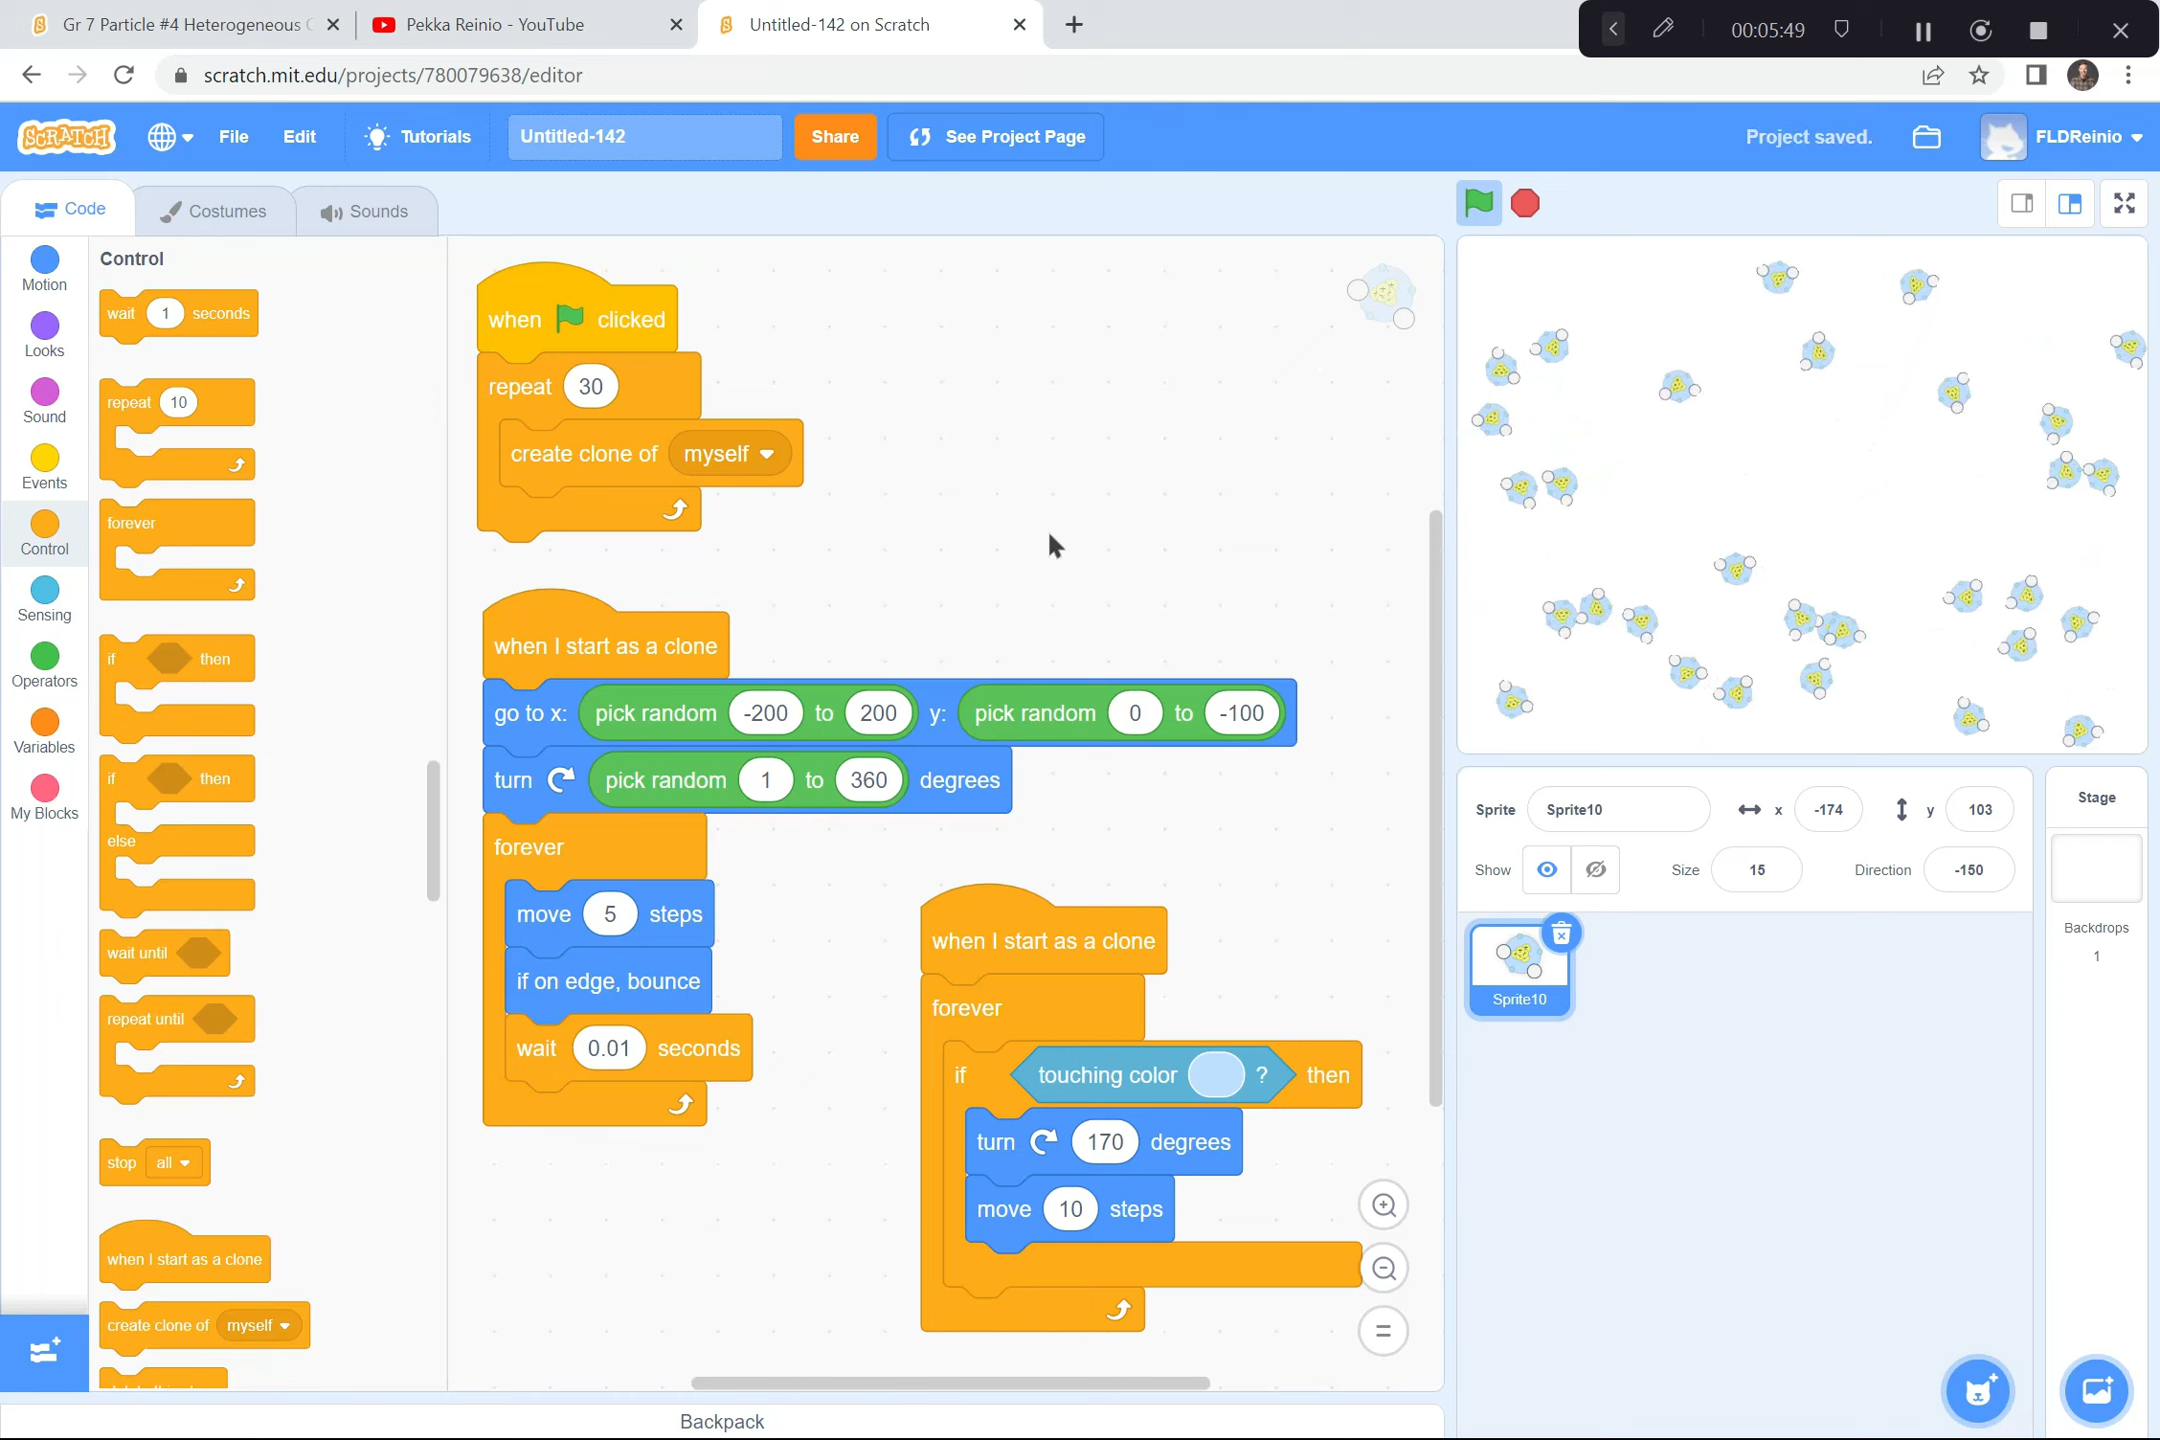 Gr 7 Particle #4 Heterogeneous
Pekka Reinio - YouTube
Untitled-142 on Scratch
00:05:49
scratch.mit.edu/projects/780079638/editor
SCRATCH
File
Edit
Tutorials
Untitled-142
Share
See Project Page
Project saved.
FLDReinio
Code
Costumes
Sounds
Motion
Looks
Sound
Events
Control
Sensing
Operators
Variables
My Blocks
Control
wait 1 seconds
repeat 10
forever
if then
if then
else
wait until
repeat until
stop all
when I start as a clone
create clone of myself
when clicked
repeat 30
create clone of myself
when I start as a clone
go to x: pick random -200 to 200 y: pick random 0 to -100
turn pick random 1 to 360 degrees
forever
move 5 steps
if on edge, bounce
wait 0.01 seconds
when I start as a clone
forever
if touching color ? then
turn 170 degrees
move 10 steps
Backpack
Sprite Sprite10 x -174 y 103
Show Size 15 Direction -150
Sprite10
Stage
Backdrops
1